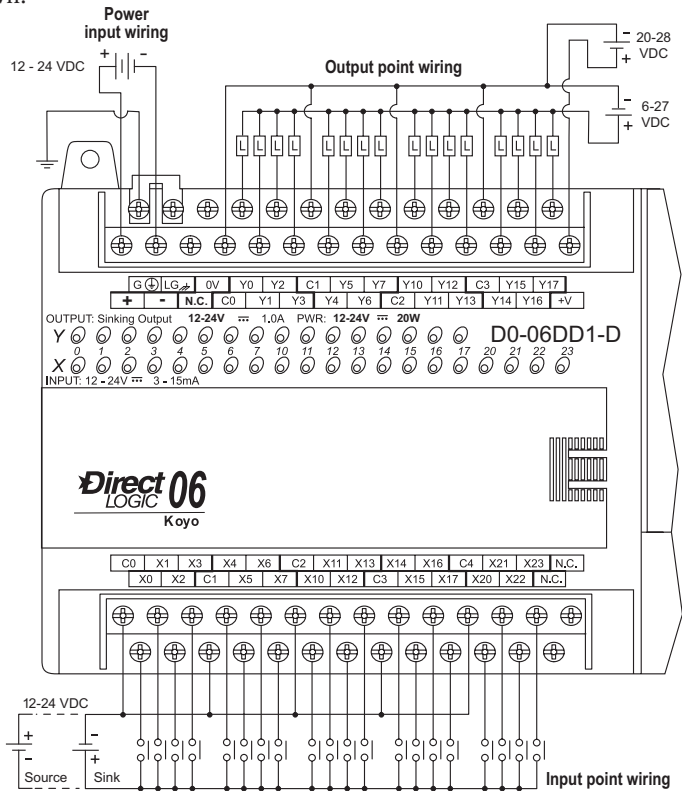 Power
input wiring
+ -
12 - 24 VDC
Output point wiring
-
20-28
VDC
+
-
6-27
VDC
+
L L L L L L L L L L L L L L L L
G LG 0V Y0 Y2 C1 Y5 Y7 Y10 Y12 C3 Y15 Y17
+ - N.C. C0 Y1 Y3 Y4 Y6 C2 Y11 Y13 Y14 Y16 +V
OUTPUT: Sinking Output 12-24V 1.0A PWR: 12-24V 20W
Y
D0-06DD1-D
0 1 2 3 4 5 6 7 10 11 12 13 14 15 16 17 20 21 22 23
X
INPUT: 12 - 24V 3 - 15mA
Direct
LOGIC
06
Koyo
C0 X1 X3 X4 X6 C2 X11 X13 X14 X16 C4 X21 X23 N.C.
X0 X2 C1 X5 X7 X10 X12 C3 X15 X17 X20 X22 N.C.
12-24 VDC
+ -
- +
Source Sink
Input point wiring